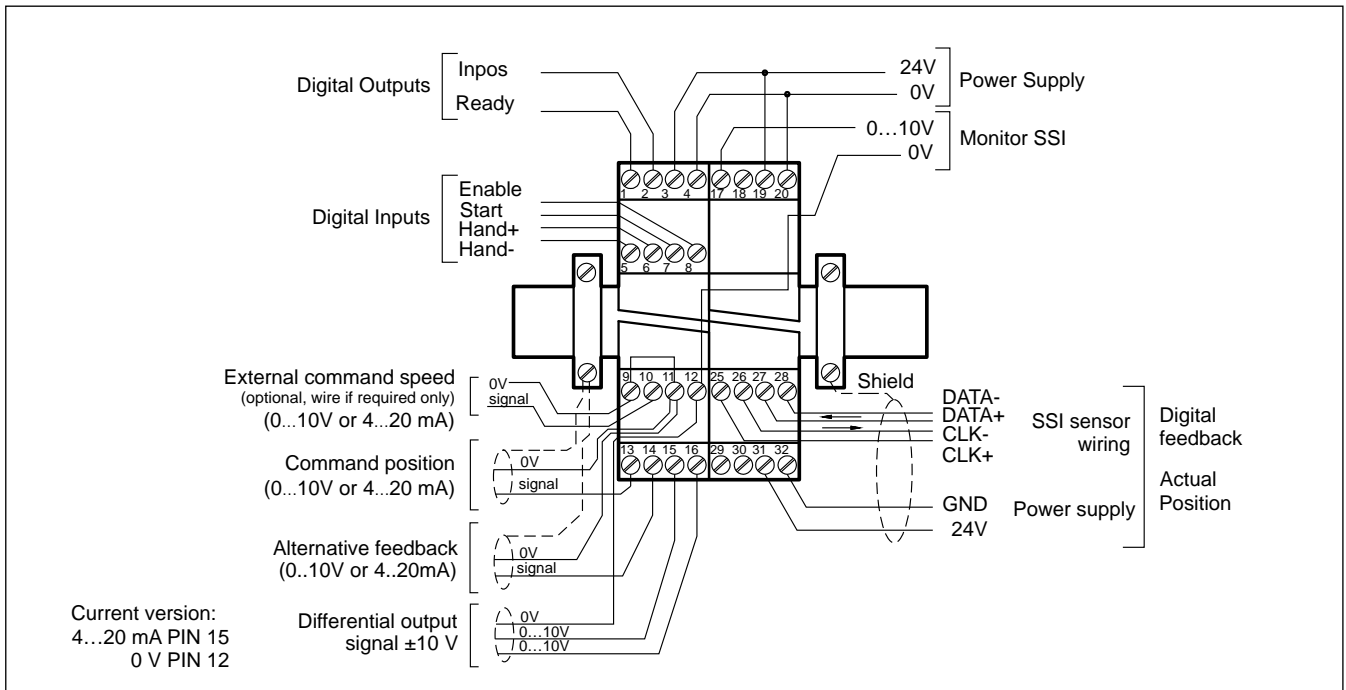 Digital Outputs
Inpos
Ready
24V
0V
Power Supply
0…10V
0V
Monitor SSI
1 2 3 4 17 18 19 20
Digital Inputs
Enable
Start
Hand+
Hand-
5 6 7 8
External command speed
(optional, wire if required only)
(0...10V or 4...20 mA)
0V
signal
9 10 11 12 25 26 27 28
Shield
DATA-
DATA+
CLK-
CLK+
SSI sensor
wiring
Digital
feedback
Actual
Position
Command position
(0...10V or 4...20 mA)
0V
signal
13 14 15 16 29 30 31 32
GND
24V
Power supply
Alternative feedback
(0..10V or 4..20mA)
0V
signal
Differential output
signal ±10 V
0V
0…10V
0…10V
Current version:
4…20 mA PIN 15
0 V PIN 12